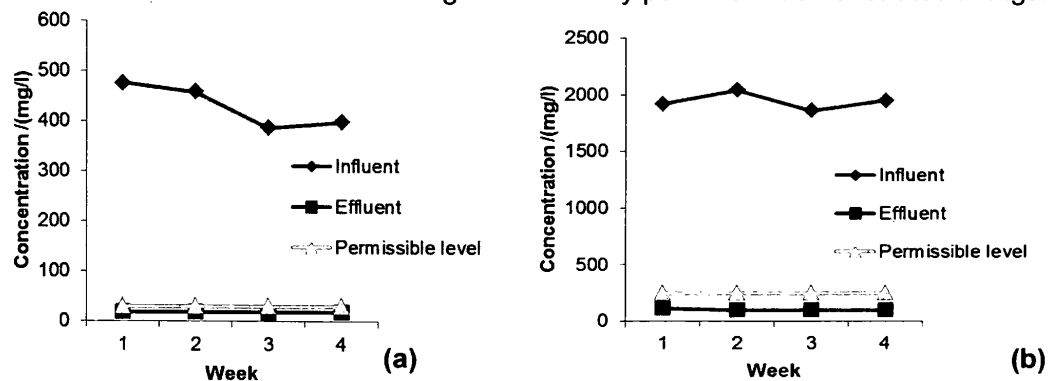 600
500
400
300
200
100
0
Concentration /(mg/l)
Influent
Effluent
Permissible level
1 2 3 4
Week
(a)
2500
2000
1500
1000
500
0
Concentration /(mg/l)
Influent
Effluent
Permissible level
1 2 3 4
Week
(b)